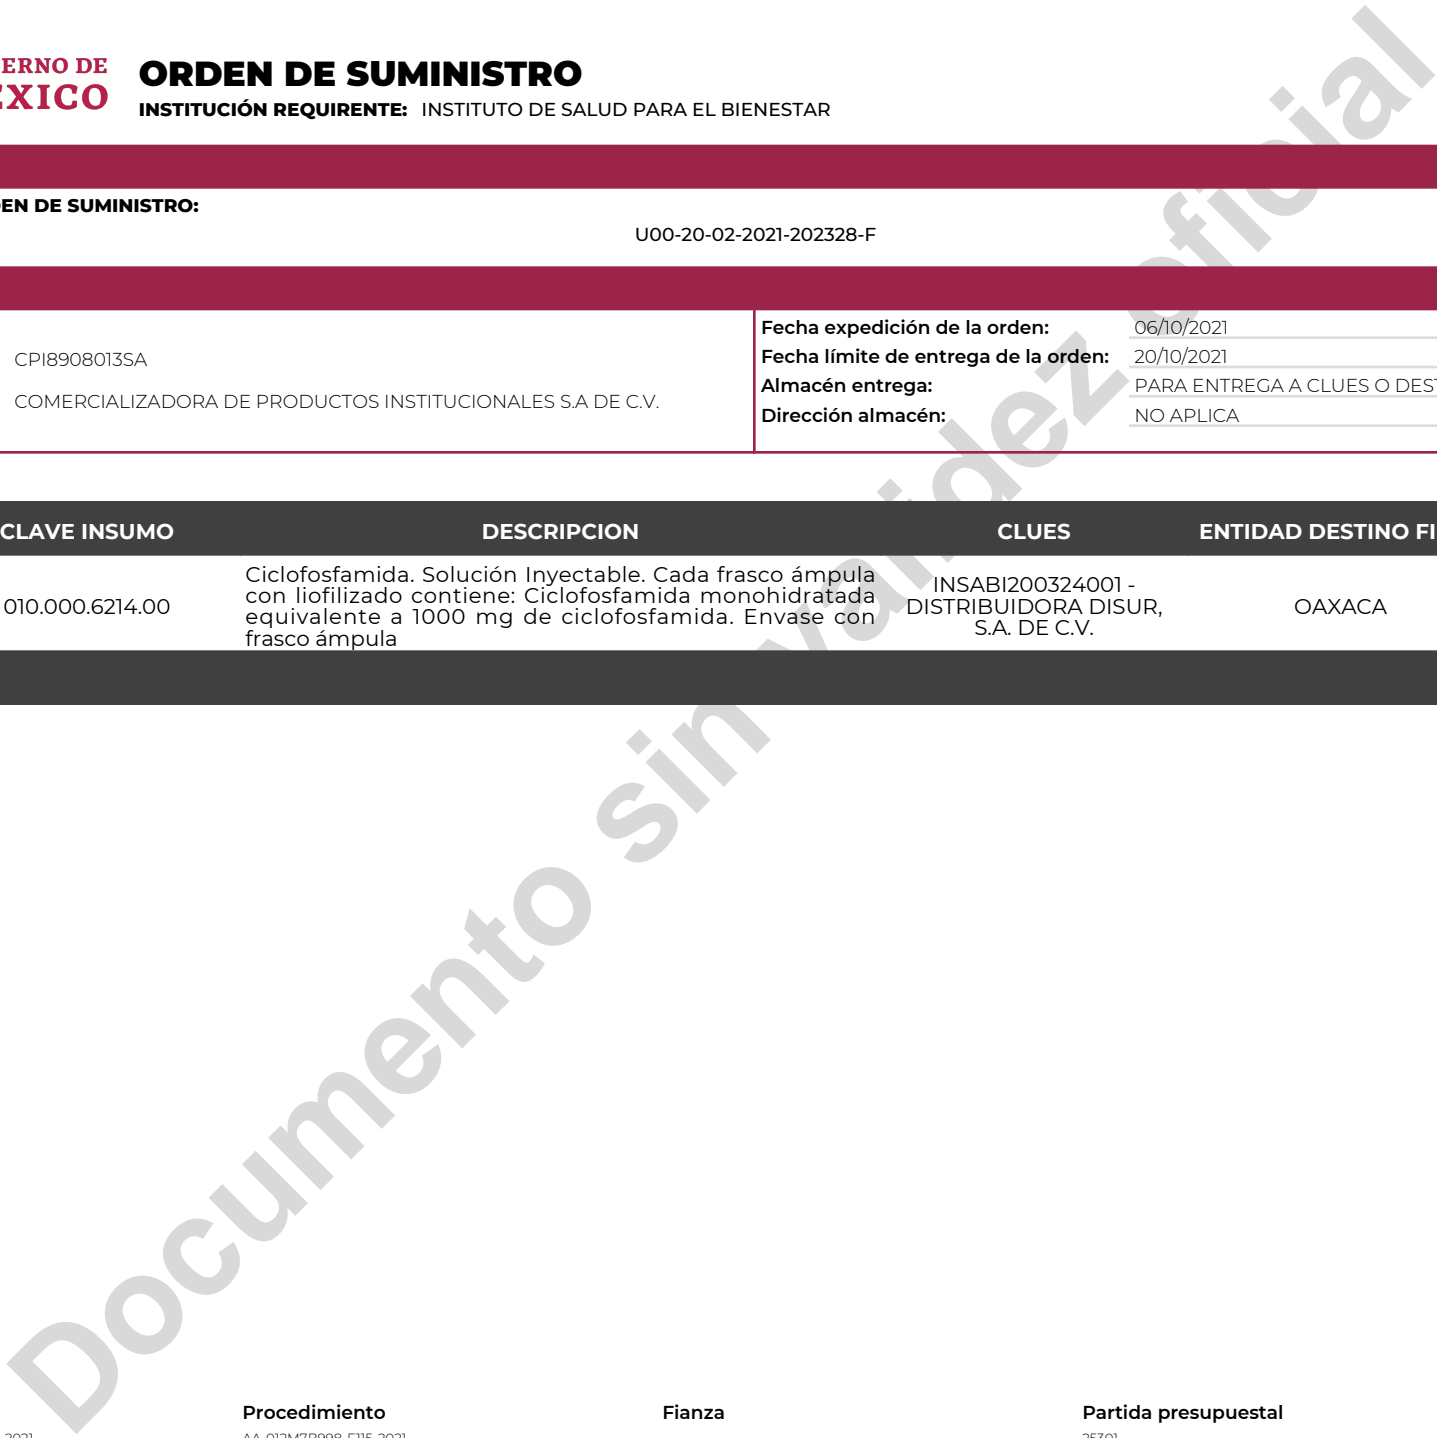 ERNO DE
ORDEN DE SUMINISTRO
INSTITUCIÓN REQUIRENTE: INSTITUTO DE SALUD PARA EL BIENESTAR
EN DE SUMINISTRO:
U00-20-02-2021-202328-F
CPI8908013SA
COMERCIALIZADORA DE PRODUCTOS INSTITUCIONALES S.A DE C.V.
Fecha expedición de la orden: 06/10/2021
Fecha límite de entrega de la orden: 20/10/2021
Almacén entrega: PARA ENTREGA A CLUES O DEST
Dirección almacén: NO APLICA
CLAVE INSUMO DESCRIPCION CLUES ENTIDAD DESTINO FI
010.000.6214.00
Ciclofosfamida. Solución Inyectable. Cada frasco ámpula
con liofilizado contiene: Ciclofosfamida monohidratada
equivalente a 1000 mg de ciclofosfamida. Envase con
frasco ámpula
INSABI200324001 -
DISTRIBUIDORA DISUR,
S.A. DE C.V.
OAXACA
Documento sin validez oficial
Procedimiento Fianza Partida presupuestal